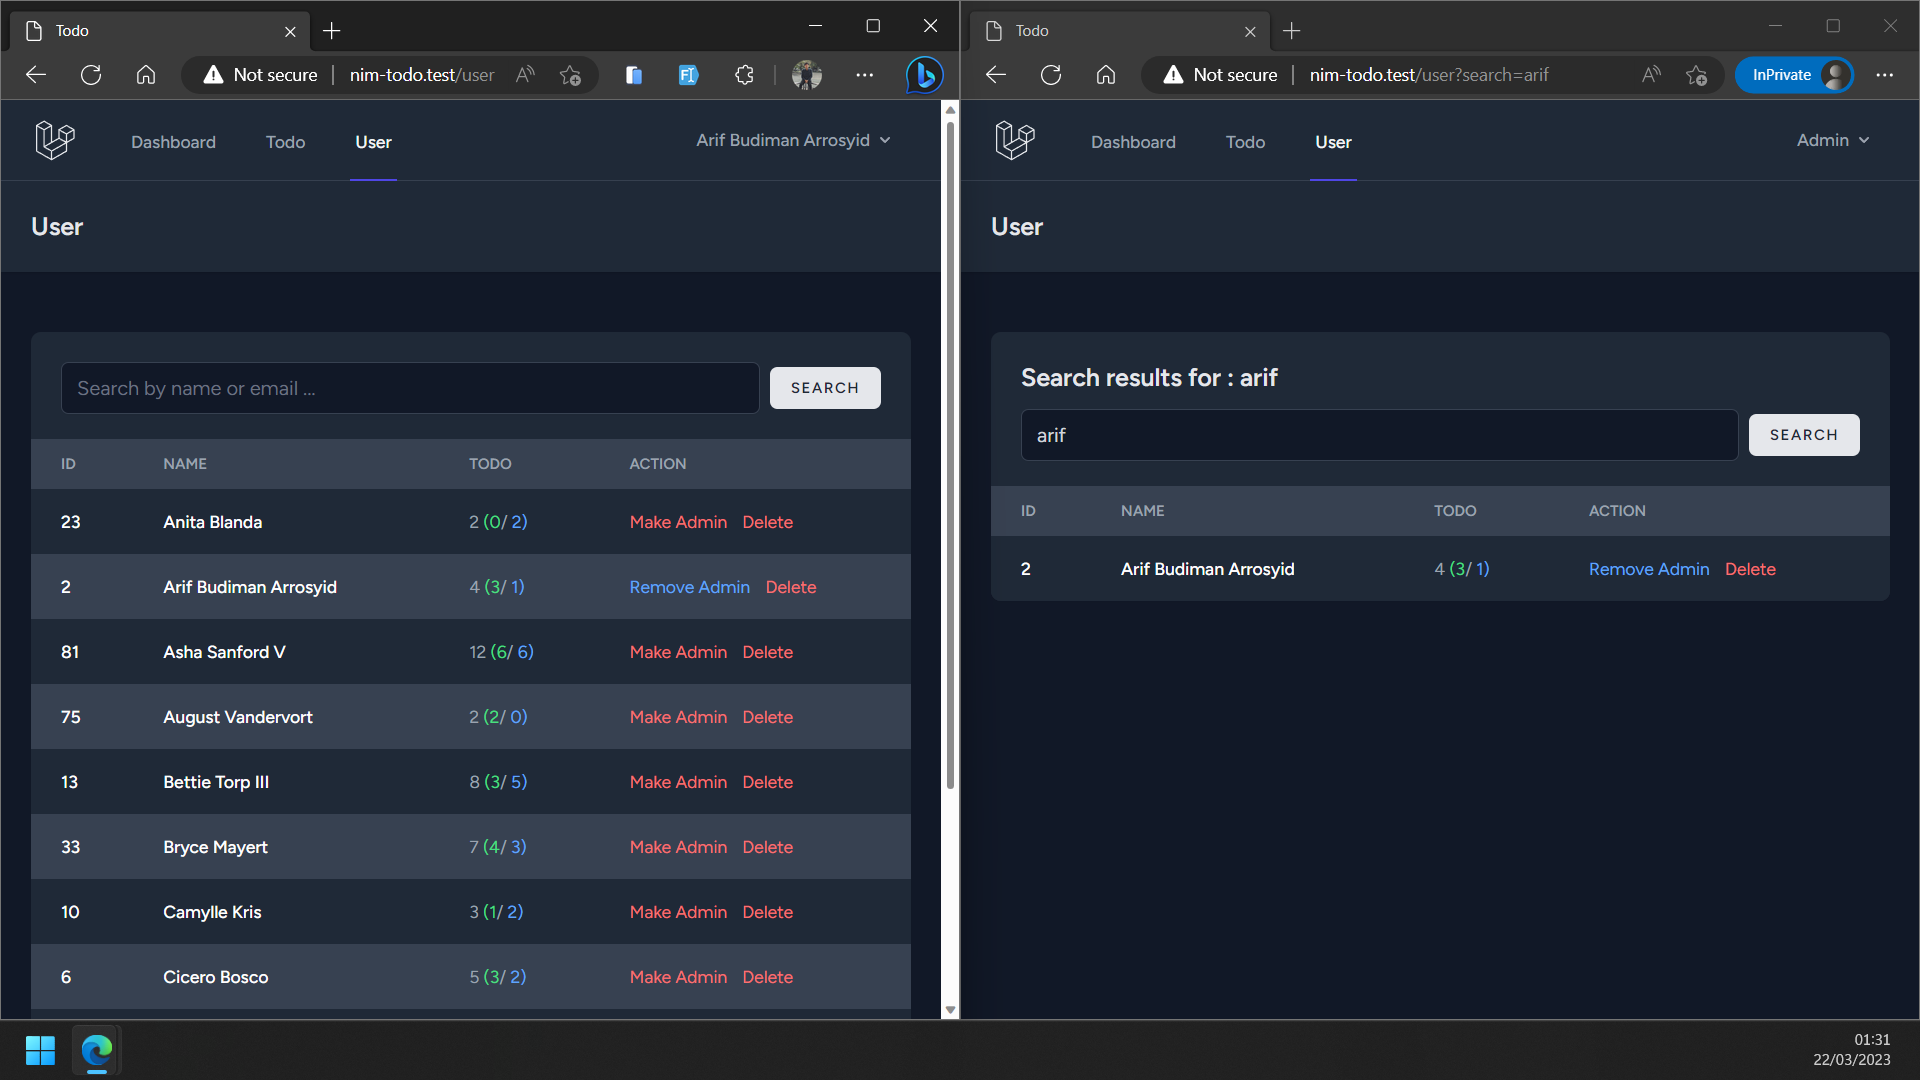 Todo
Not secure | nim-todo.test/user
Dashboard Todo User Arif Budiman Arrosyid
User
Search by name or email ... SEARCH
ID NAME TODO ACTION
23 Anita Blanda 2 (0/ 2) Make Admin Delete
2 Arif Budiman Arrosyid 4 (3/ 1) Remove Admin Delete
81 Asha Sanford V 12 (6/ 6) Make Admin Delete
75 August Vandervort 2 (2/ 0) Make Admin Delete
13 Bettie Torp III 8 (3/ 5) Make Admin Delete
33 Bryce Mayert 7 (4/ 3) Make Admin Delete
10 Camylle Kris 3 (1/ 2) Make Admin Delete
6 Cicero Bosco 5 (3/ 2) Make Admin Delete
Todo
Not secure | nim-todo.test/user?search=arif InPrivate
Dashboard Todo User Admin
User
Search results for : arif
arif SEARCH
ID NAME TODO ACTION
2 Arif Budiman Arrosyid 4 (3/ 1) Remove Admin Delete
01:31
22/03/2023